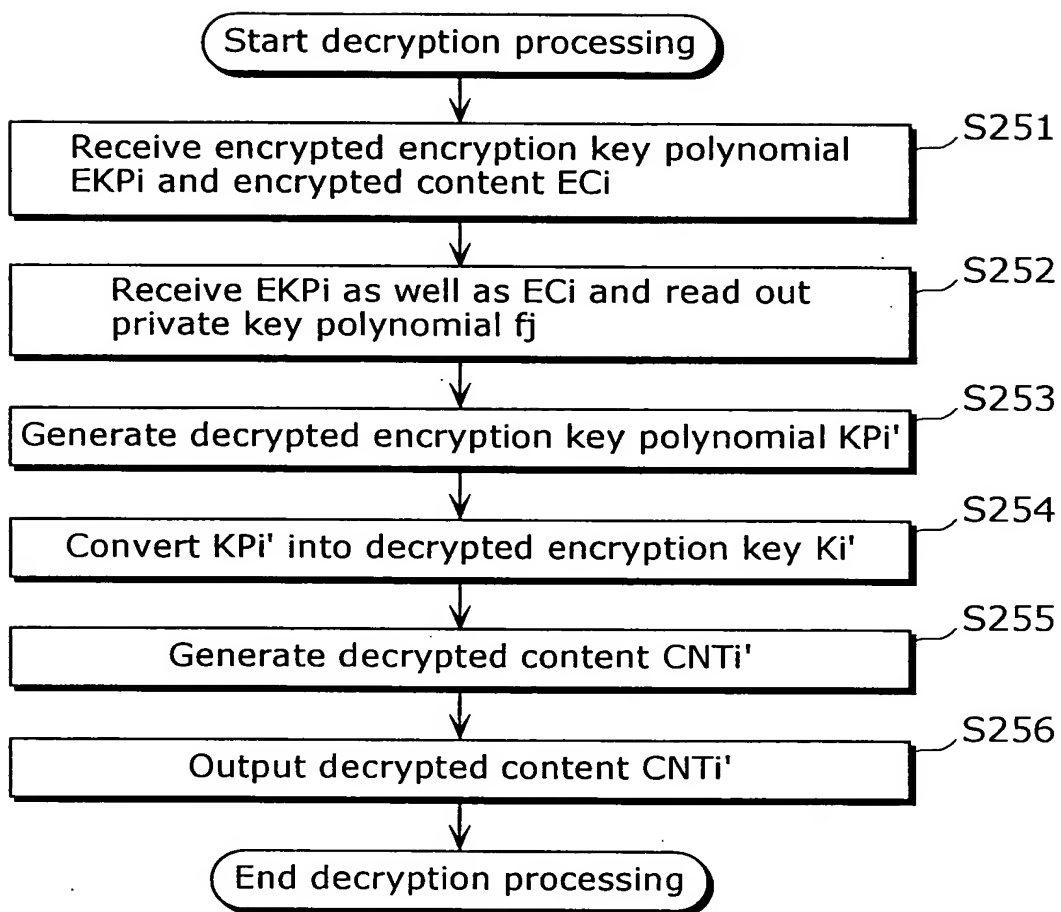 Start decryption processing
S251
Receive encrypted encryption key polynomial
EKPi and encrypted content ECi
S252
Receive EKPi as well as ECi and read out
private key polynomial fj
S253
Generate decrypted encryption key polynomial KPi'
S254
Convert KPi' into decrypted encryption key Ki'
S255
Generate decrypted content CNTi'
S256
Output decrypted content CNTi'
End decryption processing